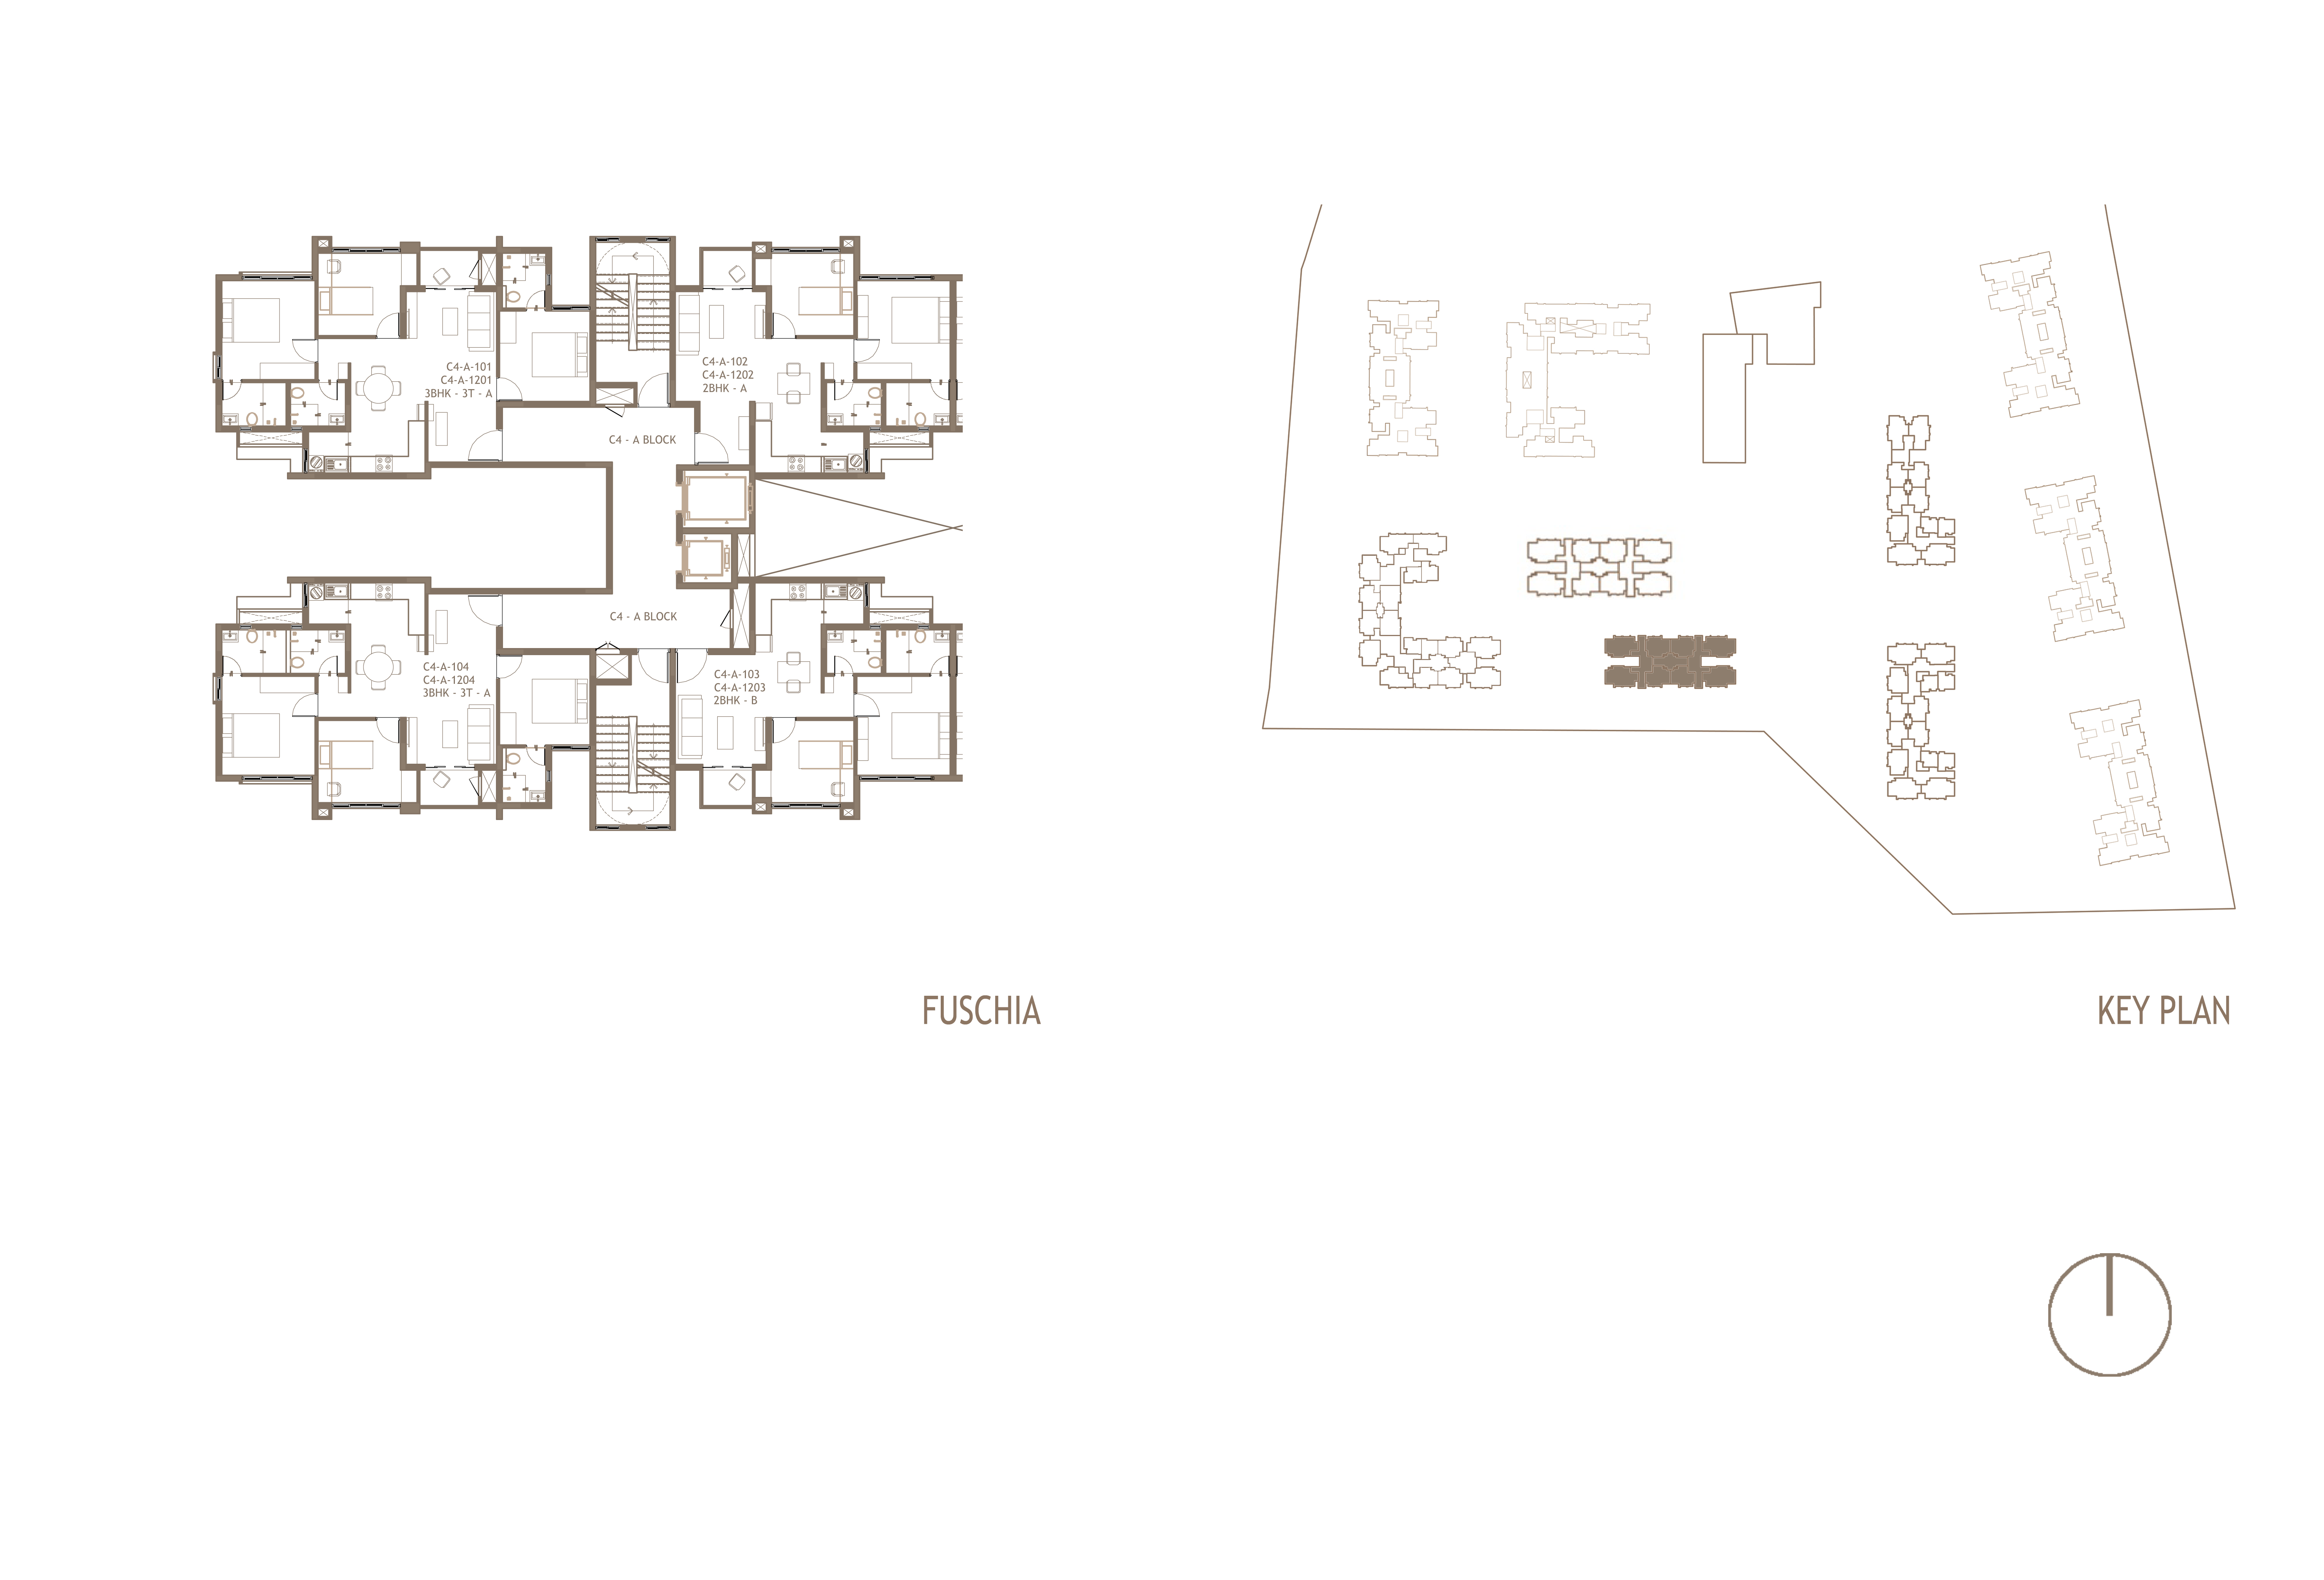 C4-A-101
C4-A-1201
3BHK - 3T - A
C4-A-102
C4-A-1202
2BHK - A
C4 - A BLOCK
C4 - A BLOCK
C4-A-104
C4-A-1204
3BHK - 3T - A
C4-A-103
C4-A-1203
2BHK - B
FUSCHIA
KEY PLAN